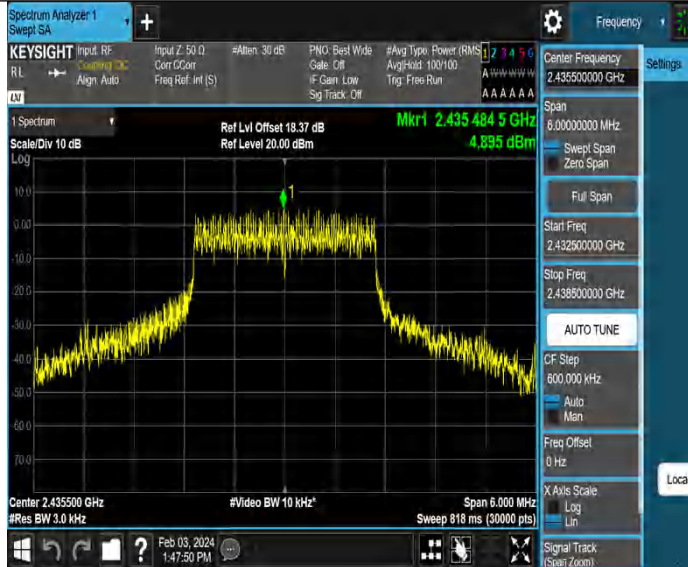 Spectrum Analyzer 1
Swept SA
+
Frequency
KEYSIGHT
RL
Input: RF
Coupling: DC
Align: Auto
Input Z: 50 Ω
Corr CCorr
Freq Ref: Int (S)
#Atten: 30 dB
PNO: Best Wide
Gate: Off
IF Gain: Low
Sig Track: Off
#Avg Type: Power (RMS
Avg|Hold: 100/100
Trig: Free Run
1 2 3 4 5 6
A W W W W W
A A A A A A
LXI
1 Spectrum
Scale/Div 10 dB
Log
Ref Lvl Offset 18.37 dB
Ref Level 20.00 dBm
Mkr1 2.435 484 5 GHz
4.895 dBm
1
10.0
0.00
-10.0
-20.0
-30.0
-40.0
-50.0
-60.0
-70.0
Center 2.435500 GHz
#Res BW 3.0 kHz
#Video BW 10 kHz*
Span 6.000 MHz
Sweep 818 ms (30000 pts)
Feb 03, 2024
1:47:50 PM
Center Frequency
2.435500000 GHz
Span
6.00000000 MHz
Swept Span
Zero Span
Full Span
Start Freq
2.432500000 GHz
Stop Freq
2.438500000 GHz
AUTO TUNE
CF Step
600.000 kHz
Auto
Man
Freq Offset
0 Hz
X Axis Scale
Log
Lin
Signal Track
(Span Zoom)
Settings
Loca